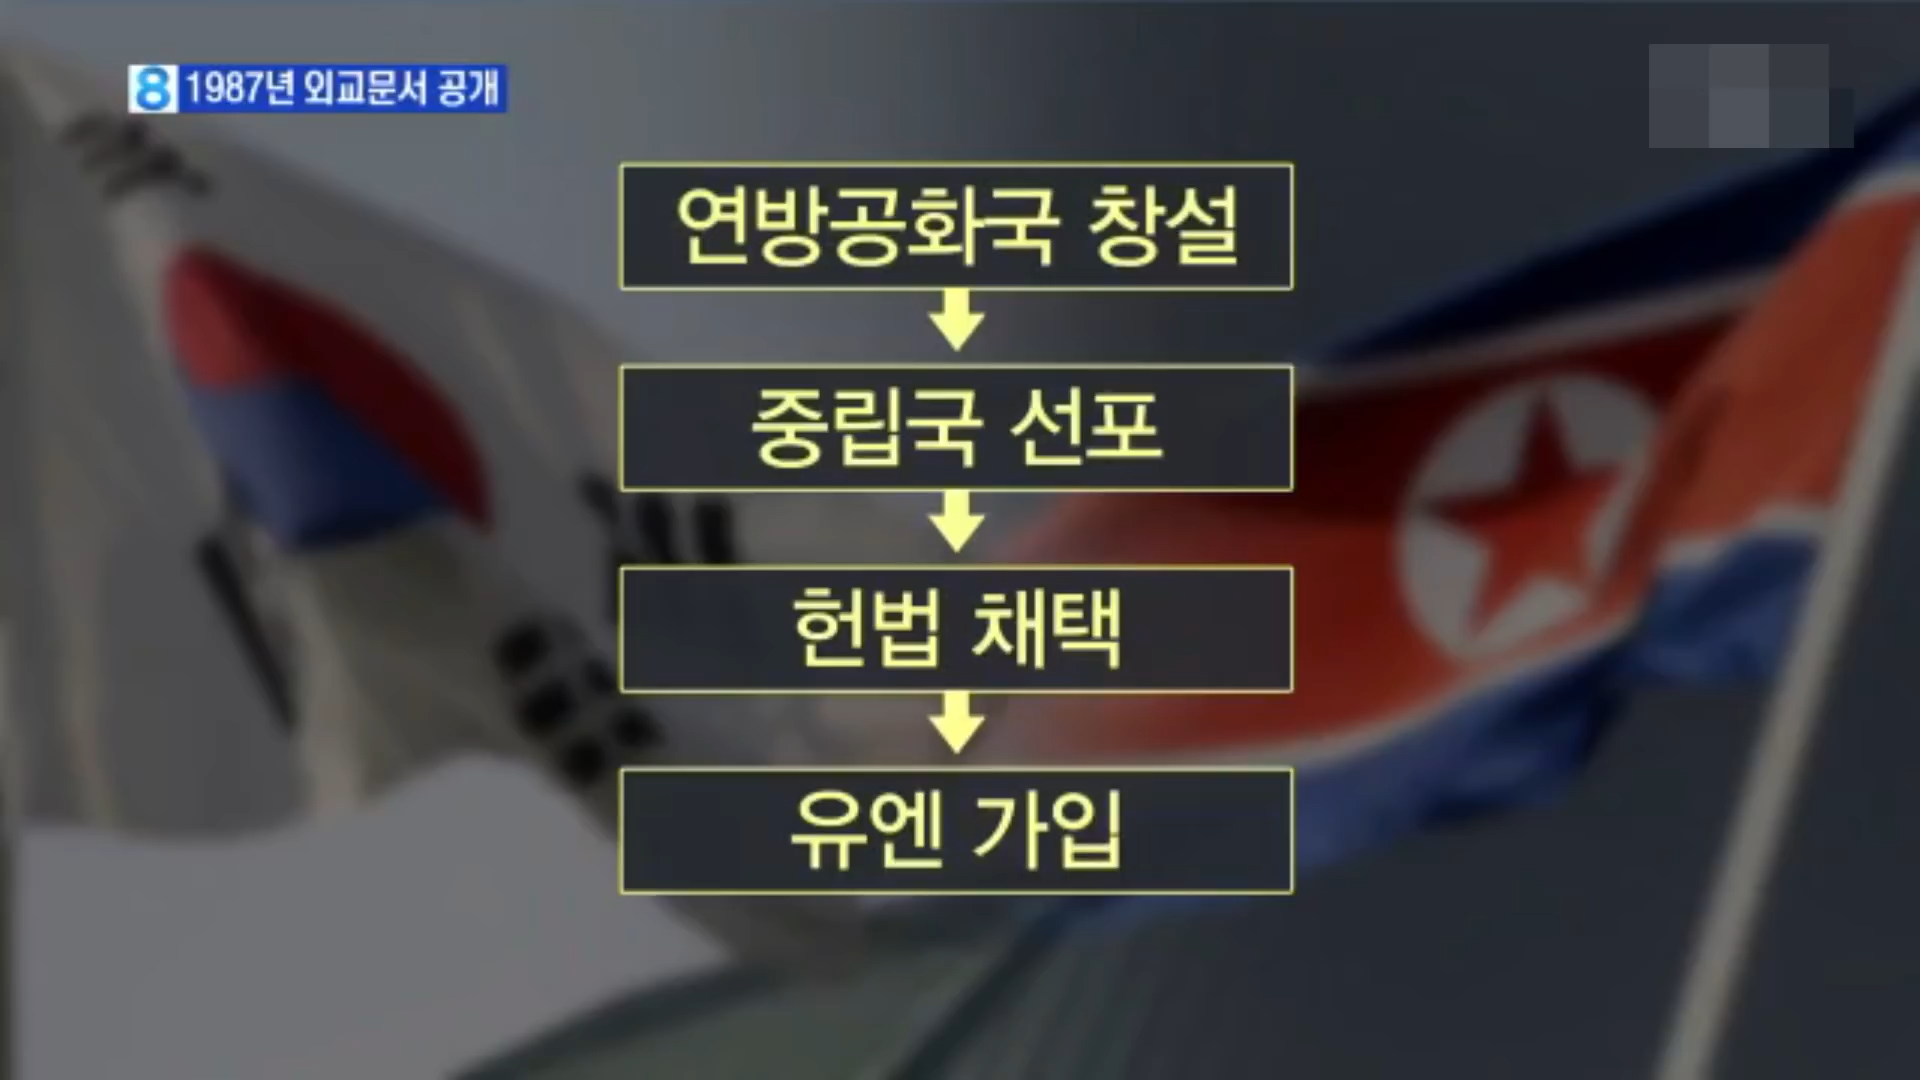 8 1987년 외교문서 공개
연방공화국 창설
중립국 선포
헌법 채택
유엔 가입